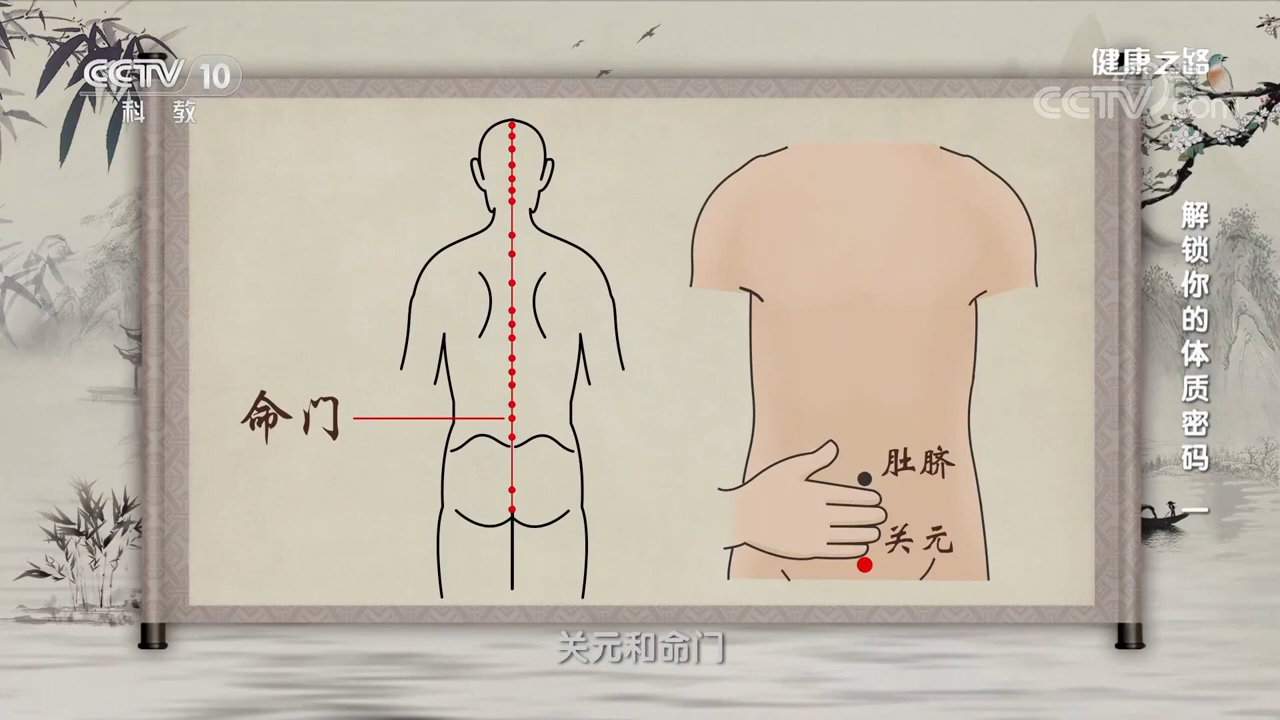 CCTV 10
科教
健康之路
CCTV.com
解锁你的体质密码 一
命门
肚脐
关元
关元和命门